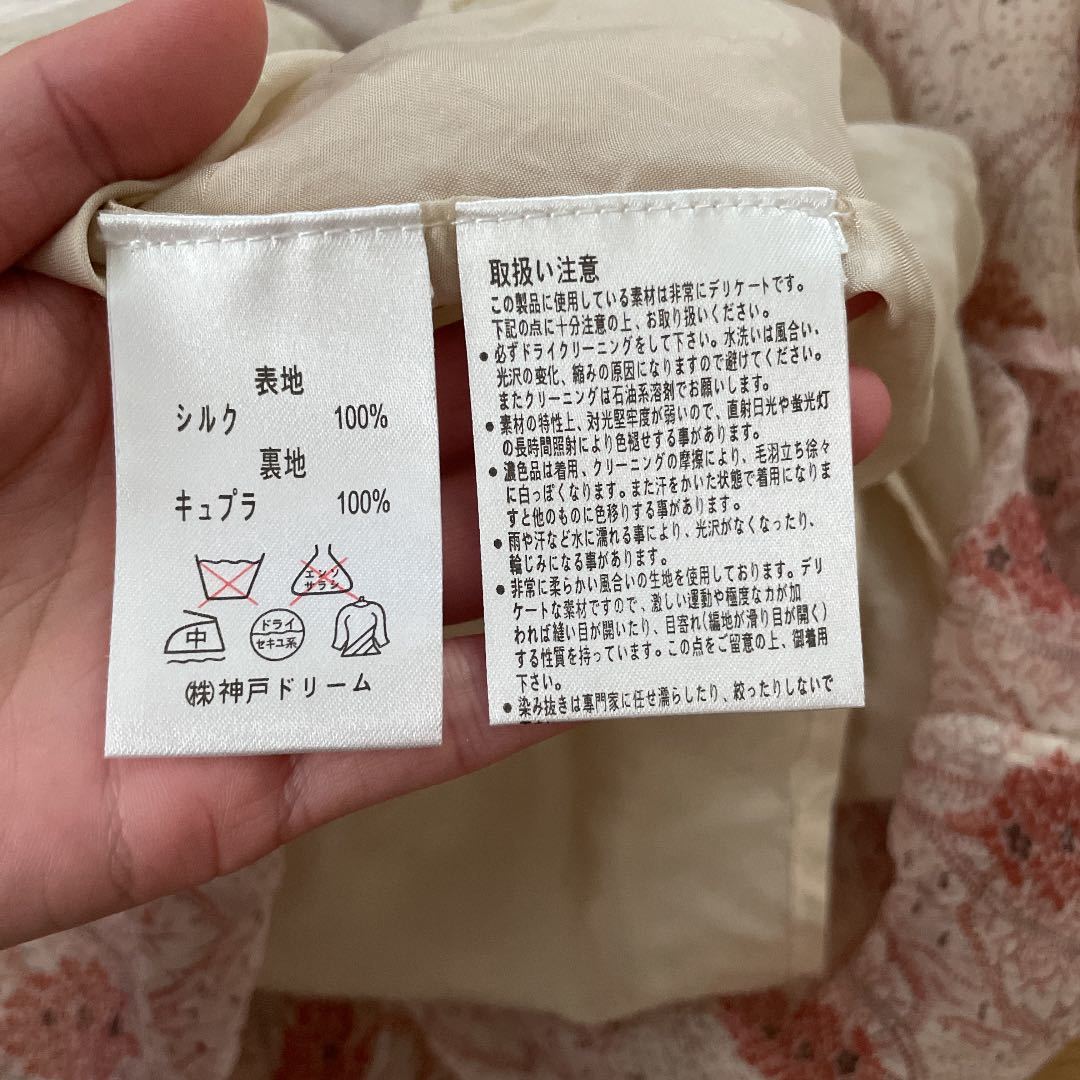 表地
シルク 100%
裏地
キュプラ 100%
エンソ
サラシ
中
ドライ
セキユ系
㈱神戸ドリーム
取扱い注意
この製品に使用している素材は非常にデリケートです。
下記の点に十分注意の上、お取り扱いください。
●必ずドライクリーニングをして下さい。水洗いは風合い、
光沢の変化、縮みの原因になりますので避けてください。
またクリーニングは石油系溶剤でお願いします。
●素材の特性上、対光堅牢度が弱いので、直射日光や蛍光灯
の長時間照射により色褪せする事があります。
●濃色品は着用、クリーニングの摩擦により、毛羽立ち徐々
に白っぽくなります。また汗をかいた状態で着用になりま
すと他のものに色移りする事があります。
●雨や汗など水に濡れる事により、光沢がなくなったり、
輪じみになる事があります。
●非常に柔らかい風合いの生地を使用しております。デリ
ケートな素材ですので、激しい運動や極度な力が加
われば縫い目が開いたり、目寄れ(編地が滑り目が開く)
する性質を持っています。この点をご留意の上、御着用
下さい。
●染み抜きは専門家に任せ濡らしたり、絞ったりしないで